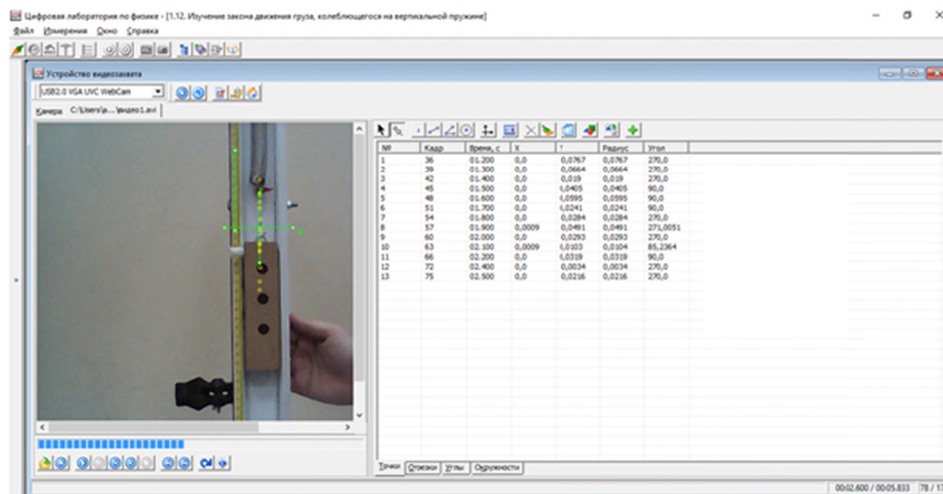 Цифровая лаборатория по физике - [1.12. Изучение закона движения груза, колеблющегося на вертикальной пружине]
Файл Измерения Окно Справка
Устройство видеозахвата
USB2.0 VGA UVC WebCam
Камера C:\Users\a...\видео1.avi
№ Кадр Время, с X Y Радиус Угол
1 36 01.200 0,0 0,0767 0,0767 270,0
2 39 01.300 0,0 0,0664 0,0664 270,0
3 42 01.400 0,0 0,019 0,019 270,0
4 45 01.500 0,0 0,0405 0,0405 90,0
5 48 01.600 0,0 0,0595 0,0595 90,0
6 51 01.700 0,0 0,0241 0,0241 90,0
7 54 01.800 0,0 0,0284 0,0284 270,0
8 57 01.900 0,0009 0,0491 0,0491 271,0051
9 60 02.000 0,0 0,0293 0,0293 270,0
10 63 02.100 0,0009 0,0103 0,0104 85,2364
11 66 02.200 0,0 0,0319 0,0319 90,0
12 72 02.400 0,0 0,0034 0,0034 270,0
13 75 02.500 0,0 0,0216 0,0216 270,0
Точки Отрезки Углы Окружности
00:02.600 / 00:05.833 78 / 17